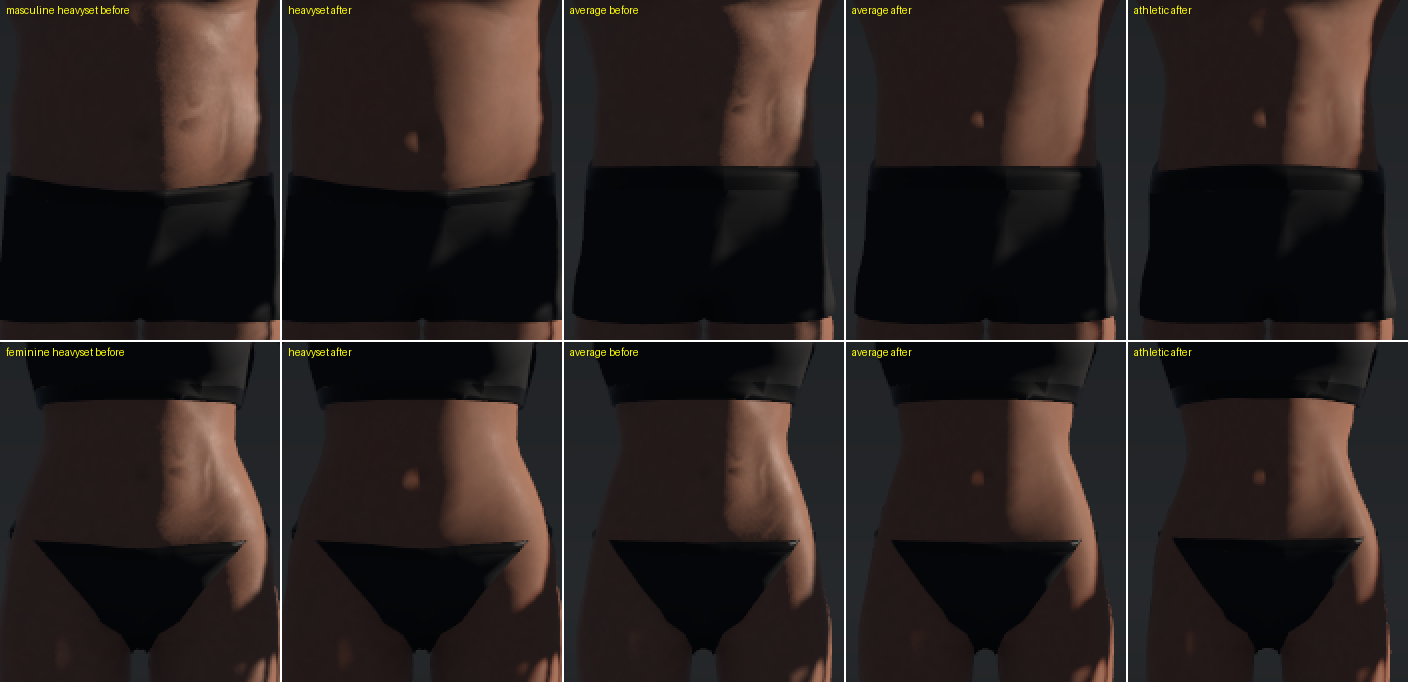 masculine heavyset before
heavyset after
average before
average after
athletic after
feminine heavyset before
heavyset after
average before
average after
athletic after